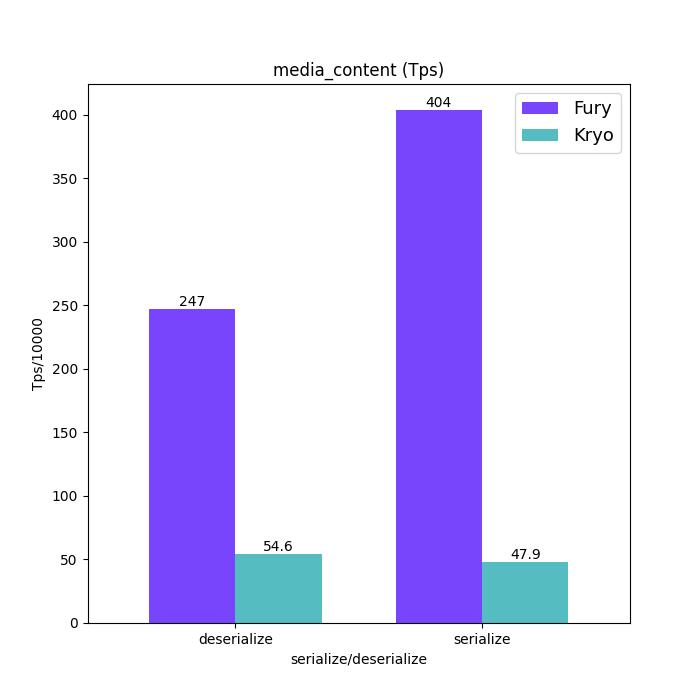 media_content (Tps)
Fury
Kryo
400
350
300
250
200
150
100
50
0
Tps/10000
247
54.6
404
47.9
deserialize
serialize
serialize/deserialize